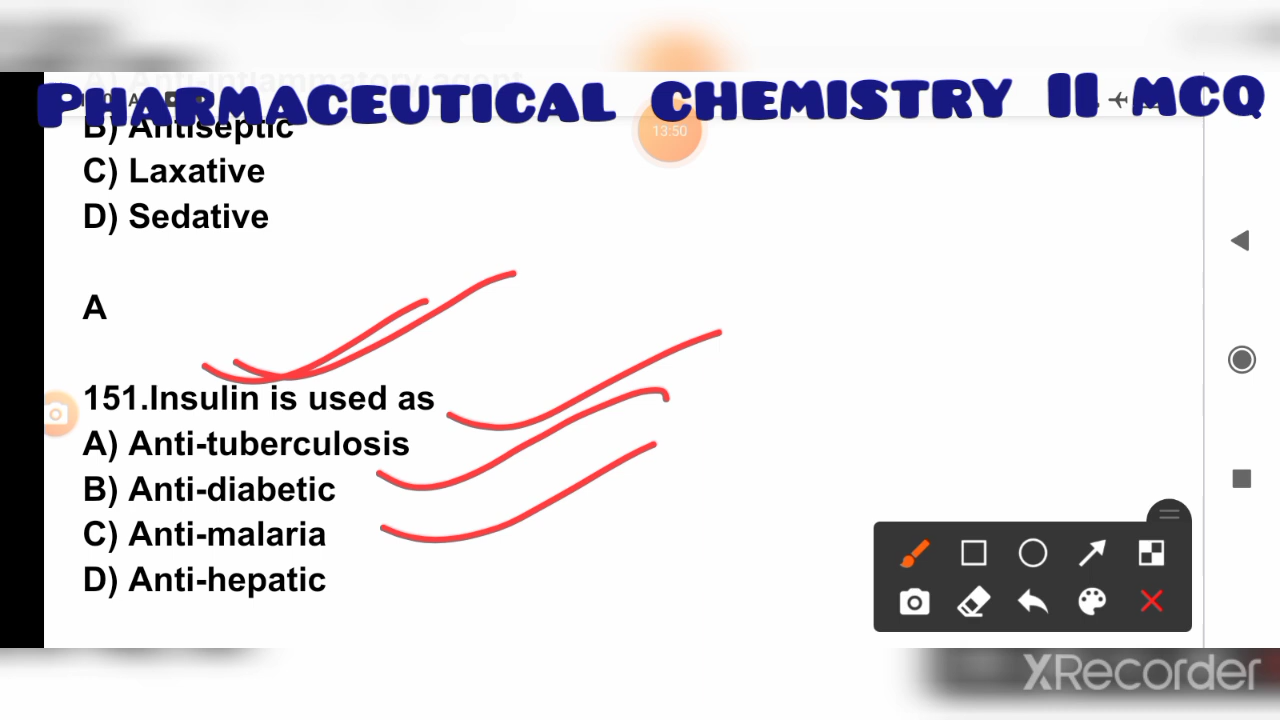 A) Anti-inflammatory agent
PHARMACEUTICAL CHEMISTRY II MCQ
13:50
B) Antiseptic
C) Laxative
D) Sedative
A
151.Insulin is used as
A) Anti-tuberculosis
B) Anti-diabetic
C) Anti-malaria
D) Anti-hepatic
XRecorder